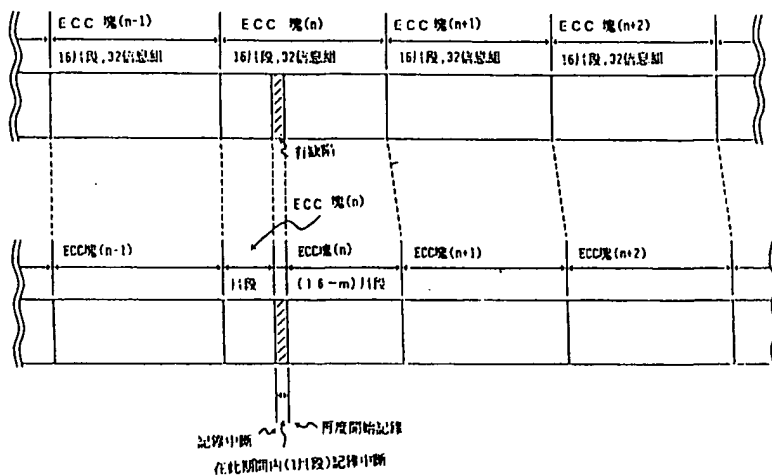 ECC 塊(n-1) ECC 塊(n) ECC 塊(n+1) ECC 塊(n+2)
16片段,32信息組 16片段,32信息組 16片段,32信息組 16片段,32信息組
有缺陷
ECC 塊(n)
ECC塊(n-1) ECC塊(n) ECC塊(n+1) ECC塊(n+2)
片段 (16-m)片段
記錄中斷 再度開始記錄
在此期間內(1片段)記錄中斷